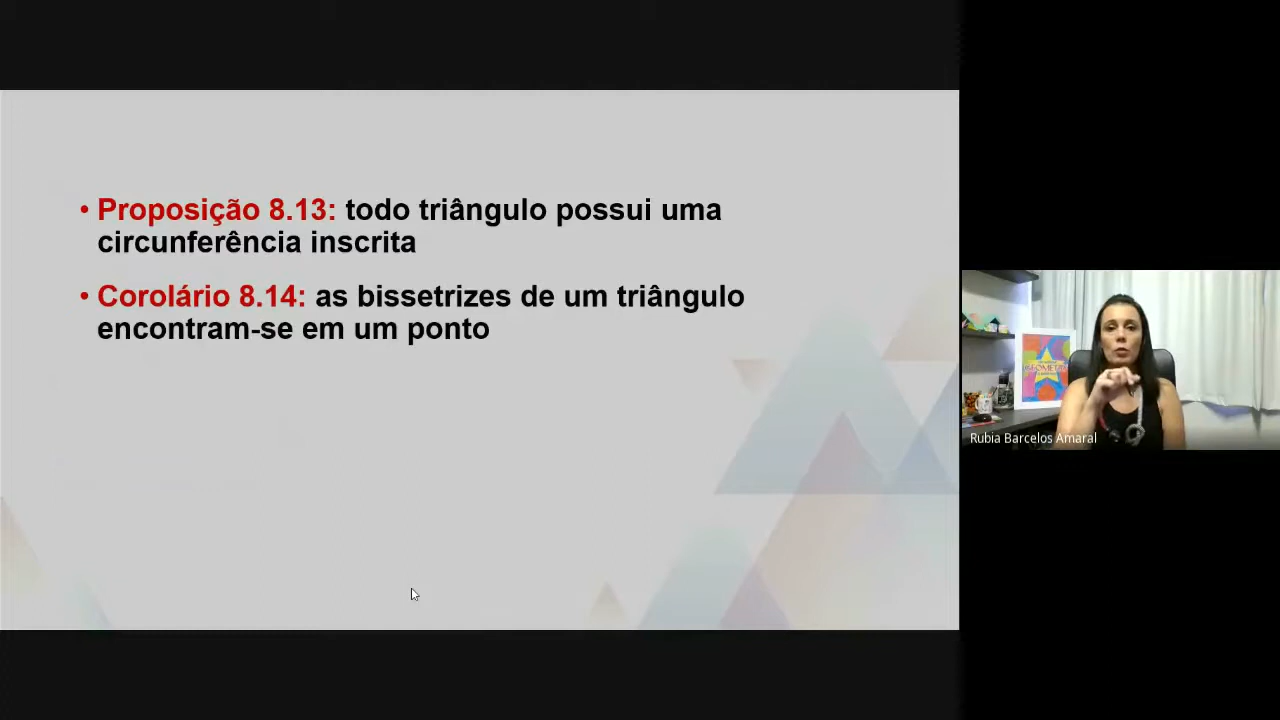 • Proposição 8.13: todo triângulo possui uma
circunferência inscrita
• Corolário 8.14: as bissetrizes de um triângulo
encontram-se em um ponto
Rubia Barcelos Amaral